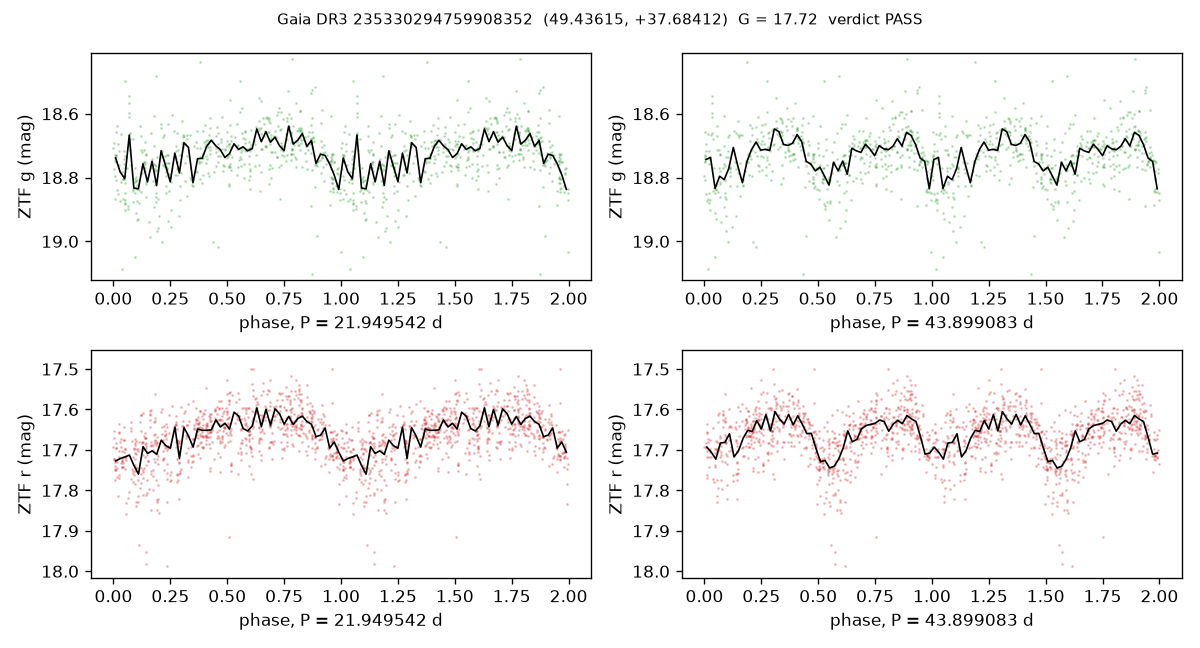 Gaia DR3 235330294759908352  (49.43615, +37.68412)  G = 17.72  verdict PASS
ZTF g (mag)
18.6
18.8
19.0
0.00 0.25 0.50 0.75 1.00 1.25 1.50 1.75 2.00
phase, P = 21.949542 d
ZTF g (mag)
18.6
18.8
19.0
0.00 0.25 0.50 0.75 1.00 1.25 1.50 1.75 2.00
phase, P = 43.899083 d
ZTF r (mag)
17.5
17.6
17.7
17.8
17.9
18.0
0.00 0.25 0.50 0.75 1.00 1.25 1.50 1.75 2.00
phase, P = 21.949542 d
ZTF r (mag)
17.5
17.6
17.7
17.8
17.9
18.0
0.00 0.25 0.50 0.75 1.00 1.25 1.50 1.75 2.00
phase, P = 43.899083 d